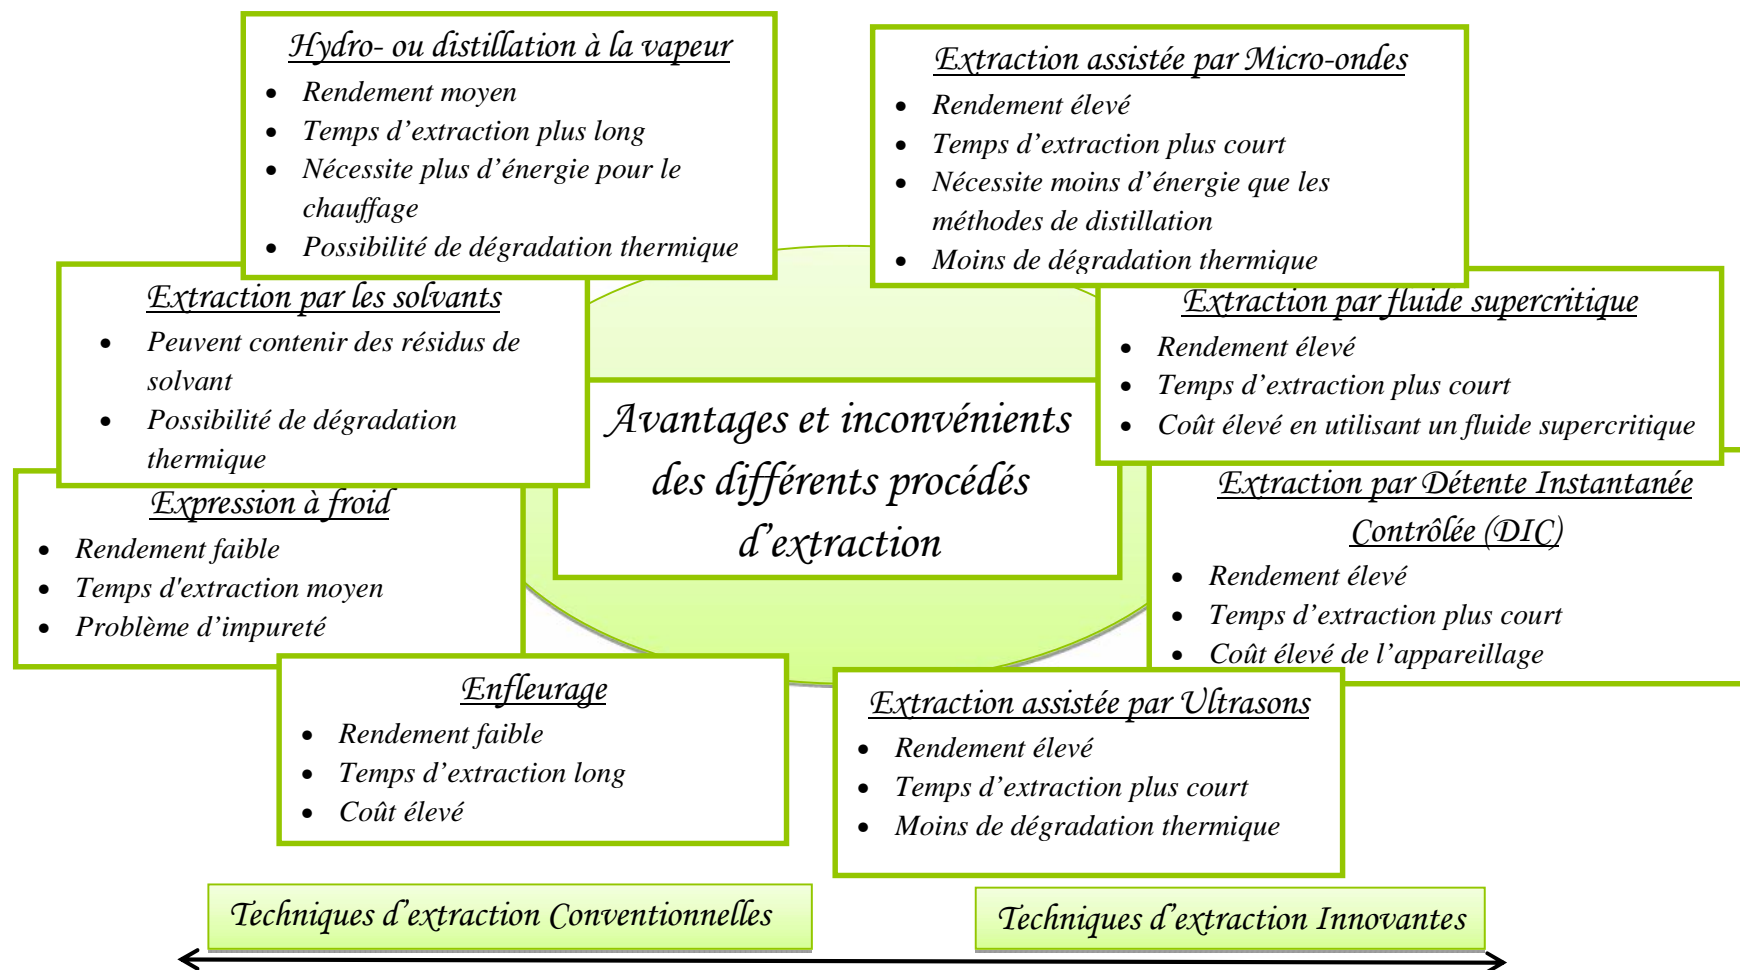 Hydro- ou distillation à la vapeur
• Rendement moyen
• Temps d’extraction plus long
• Nécessite plus d’énergie pour le
chauffage
• Possibilité de dégradation thermique
Extraction par les solvants
• Peuvent contenir des résidus de
solvant
• Possibilité de dégradation
thermique
Expression à froid
• Rendement faible
• Temps d'extraction moyen
• Problème d’impureté
Enfleurage
• Rendement faible
• Temps d’extraction long
• Coût élevé
Avantages et inconvénients
des différents procédés
d’extraction
Extraction assistée par Micro-ondes
• Rendement élevé
• Temps d’extraction plus court
• Nécessite moins d’énergie que les
méthodes de distillation
• Moins de dégradation thermique
Extraction par fluide supercritique
• Rendement élevé
• Temps d’extraction plus court
• Coût élevé en utilisant un fluide supercritique
Extraction par Détente Instantanée
Contrôlée (DIC)
• Rendement élevé
• Temps d’extraction plus court
• Coût élevé de l’appareillage
Extraction assistée par Ultrasons
• Rendement élevé
• Temps d’extraction plus court
• Moins de dégradation thermique
Techniques d’extraction Conventionnelles
Techniques d’extraction Innovantes